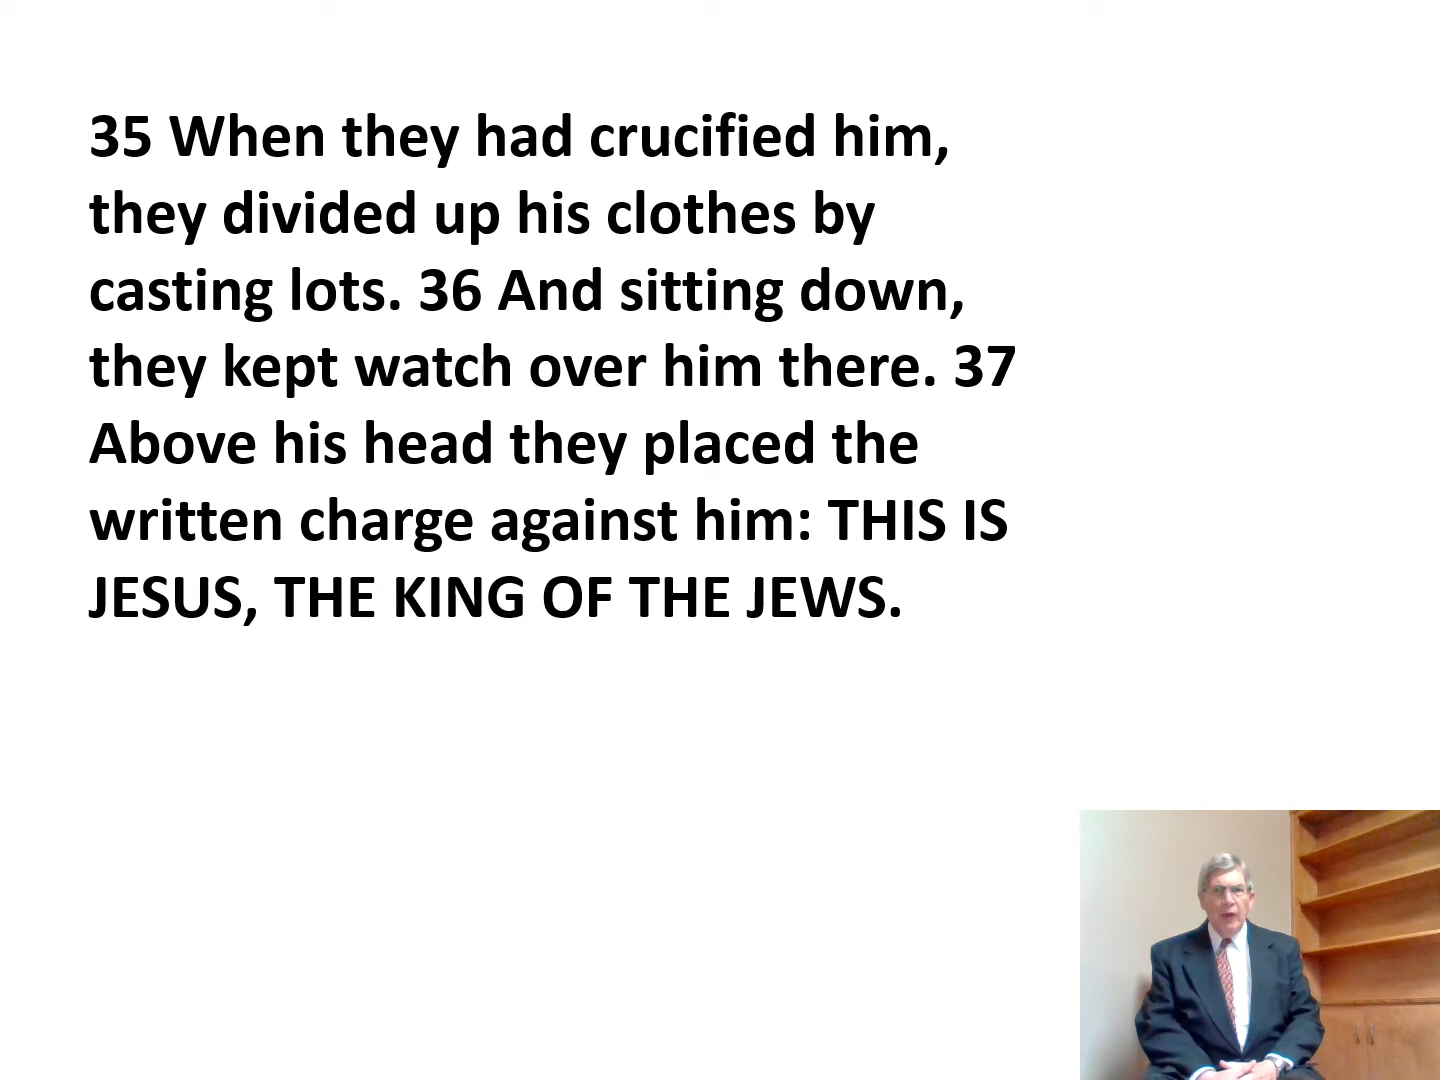 35 When they had crucified him,
they divided up his clothes by
casting lots. 36 And sitting down,
they kept watch over him there. 37
Above his head they placed the
written charge against him: THIS IS
JESUS, THE KING OF THE JEWS.